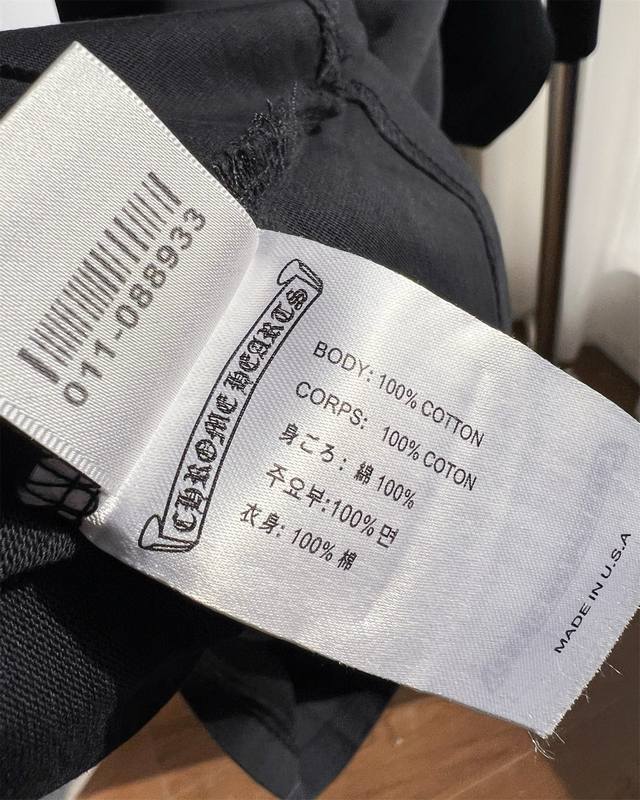 011-088933
CHROME HEARTS
BODY: 100% COTTON
CORPS: 100% COTON
身ごろ: 綿 100%
주요부:100% 면
衣身: 100% 棉
MADE IN U.S.A